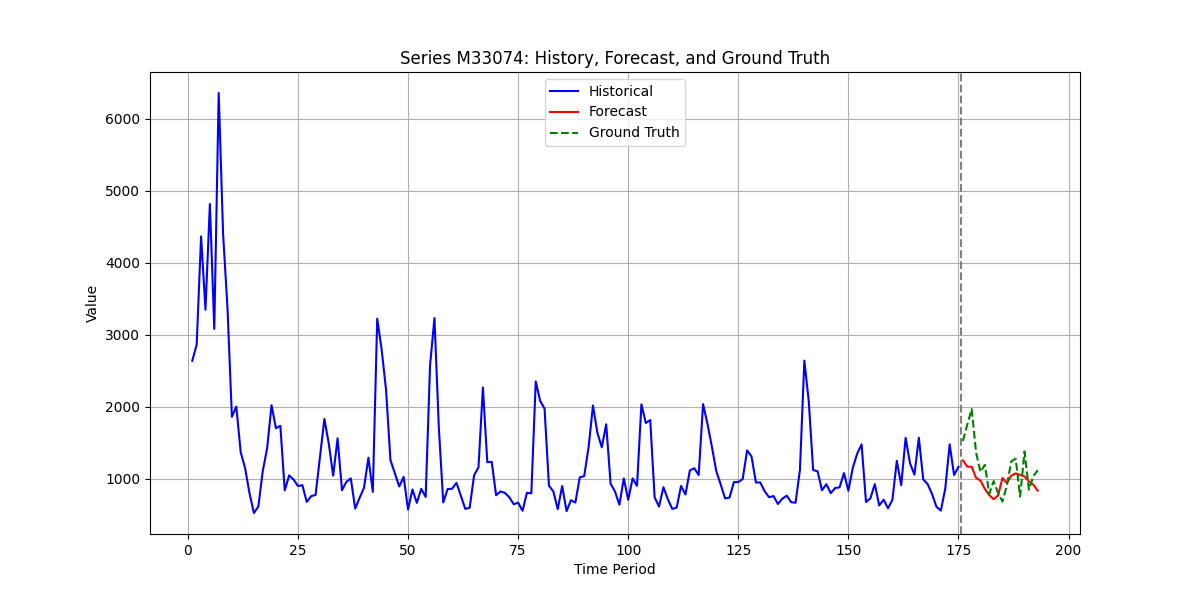 Series M33074: History, Forecast, and Ground Truth
Historical
Forecast
Ground Truth
6000
5000
4000
3000
2000
1000
Value
0 25 50 75 100 125 150 175 200
Time Period